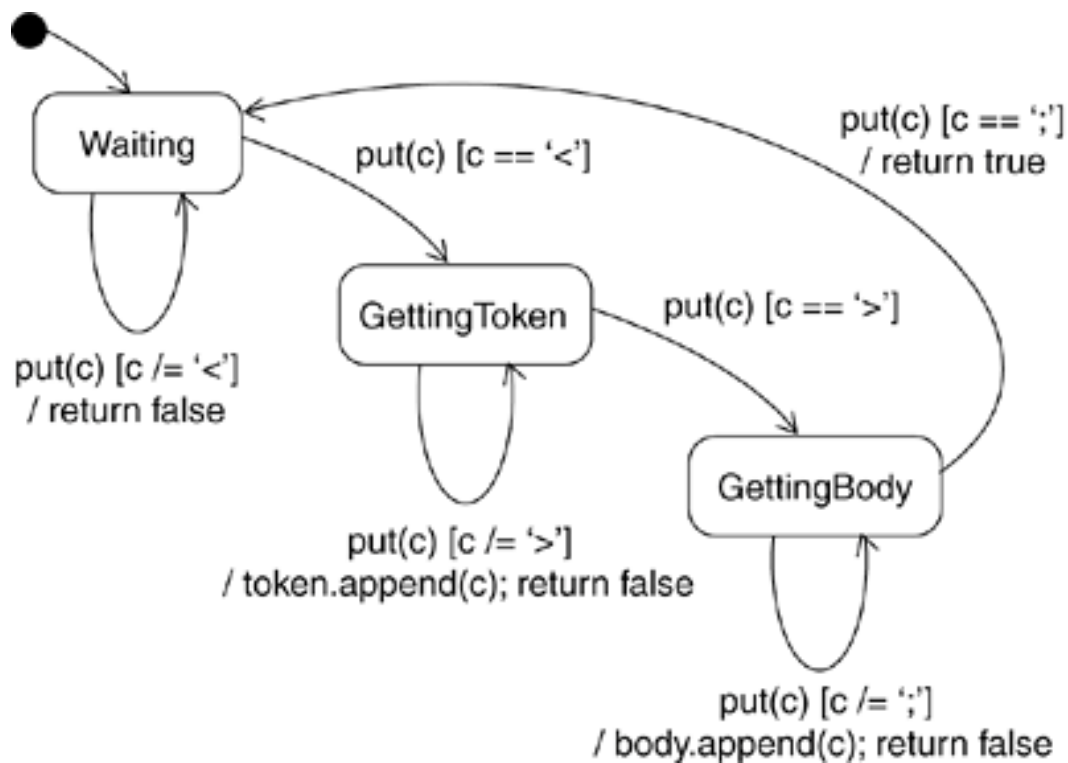 Waiting
put(c) [c == ‘<’]
put(c) [c == ‘;’]
/ return true
put(c) [c /= ‘<’]
/ return false
GettingToken
put(c) [c == ‘>’]
put(c) [c /= ‘>’]
/ token.append(c); return false
GettingBody
put(c) [c /= ‘;’]
/ body.append(c); return false